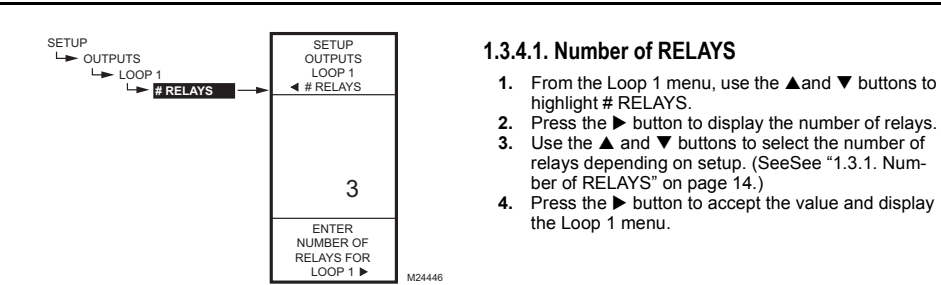 SETUP
OUTPUTS
LOOP 1
# RELAYS
SETUP
OUTPUTS
LOOP 1
◄ # RELAYS
3
ENTER
NUMBER OF
RELAYS FOR
LOOP 1 ►
M24446
1.3.4.1. Number of RELAYS
1. From the Loop 1 menu, use the ▲and ▼ buttons to
highlight # RELAYS.
2. Press the ► button to display the number of relays.
3. Use the ▲ and ▼ buttons to select the number of
relays depending on setup. (SeeSee “1.3.1. Num-
ber of RELAYS” on page 14.)
4. Press the ► button to accept the value and display
the Loop 1 menu.